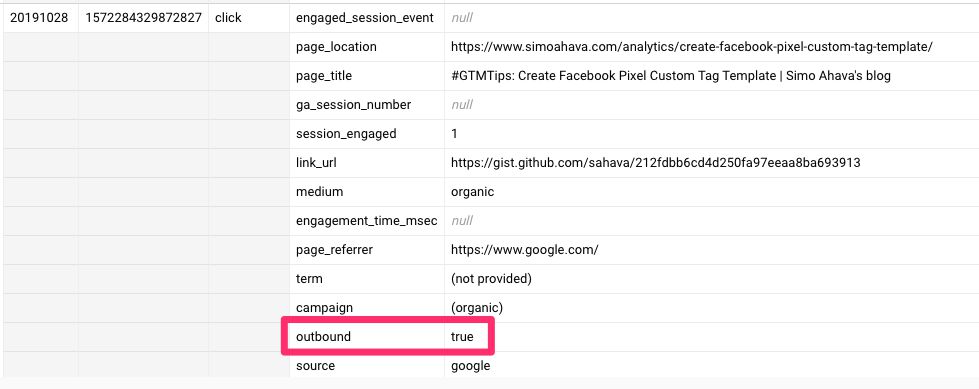 20191028 1572284329872827 click engaged_session_event null
page_location https://www.simoahava.com/analytics/create-facebook-pixel-custom-tag-template/
page_title #GTMTips: Create Facebook Pixel Custom Tag Template | Simo Ahava's blog
ga_session_number null
session_engaged 1
link_url https://gist.github.com/sahava/212fdbb6cd4d250fa97eeaa8ba693913
medium organic
engagement_time_msec null
page_referrer https://www.google.com/
term (not provided)
campaign (organic)
outbound true
source google